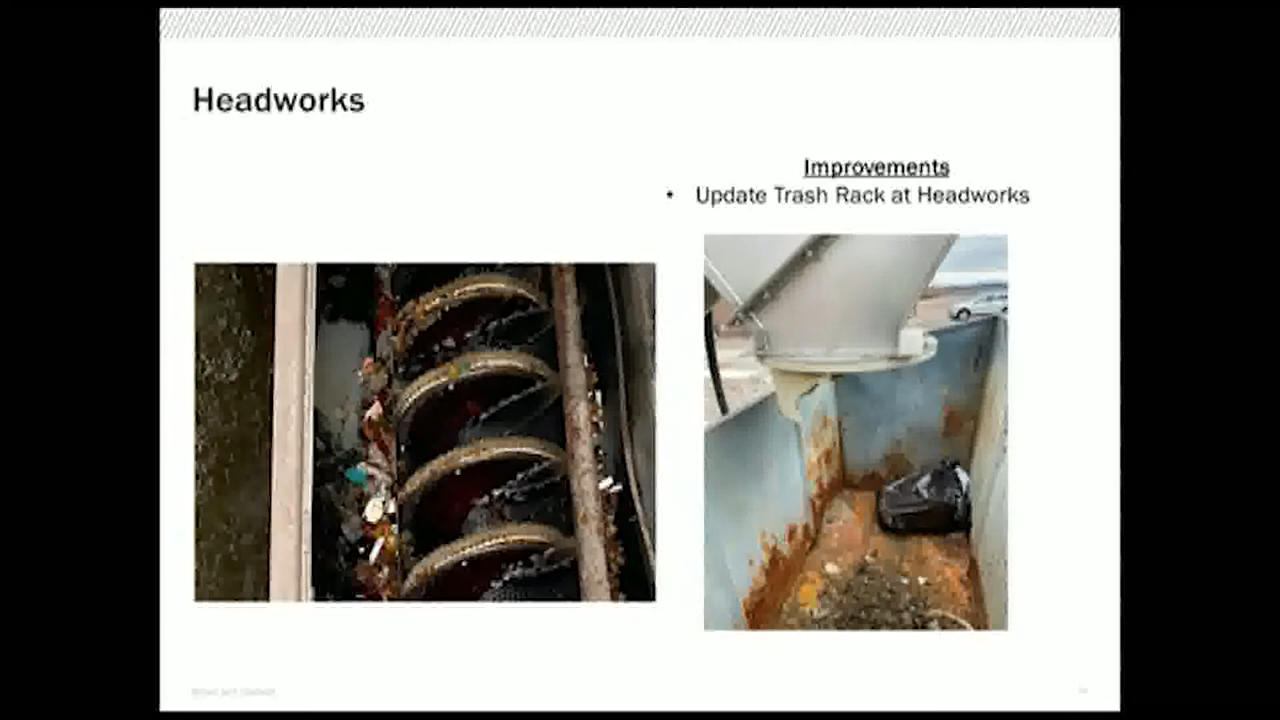 Headworks
Improvements
• Update Trash Rack at Headworks